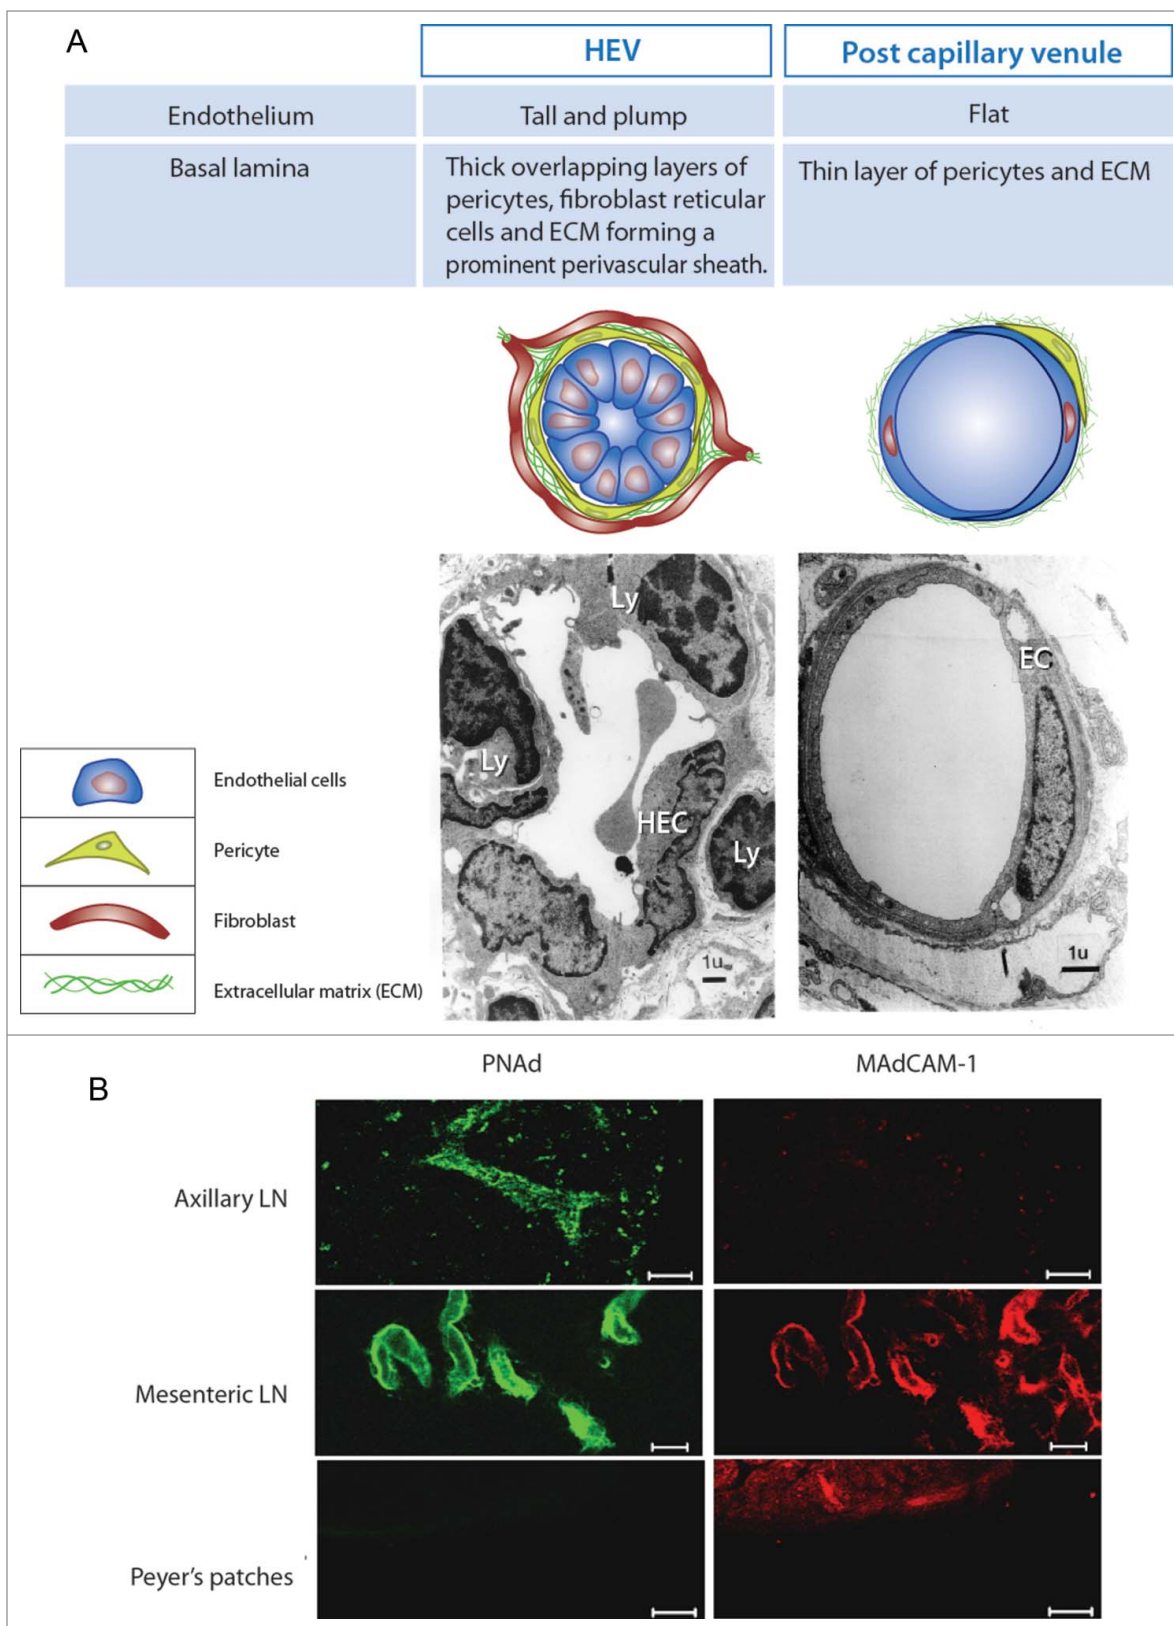 A
HEV
Post capillary venule
Endothelium
Tall and plump
Flat
Basal lamina
Thick overlapping layers of
pericytes, fibroblast reticular
cells and ECM forming a
prominent perivascular sheath.
Thin layer of pericytes and ECM
Ly
Ly
HEC
Ly
1u
EC
1u
Endothelial cells
Pericyte
Fibroblast
Extracellular matrix (ECM)
B
PNAd
MAdCAM-1
Axillary LN
Mesenteric LN
Peyer's patches